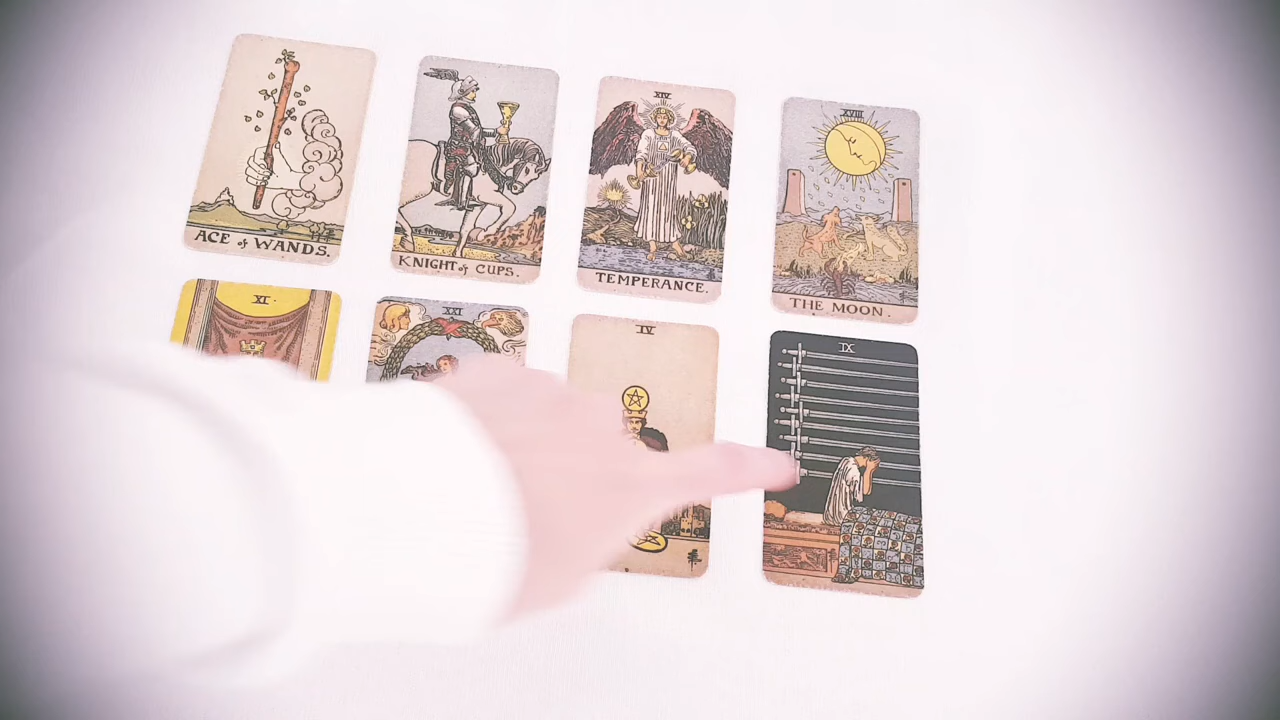 XIV
XVIII
ACE of WANDS.
KNIGHT of CUPS.
TEMPERANCE.
THE MOON.
XI.
XXI
IV
IX